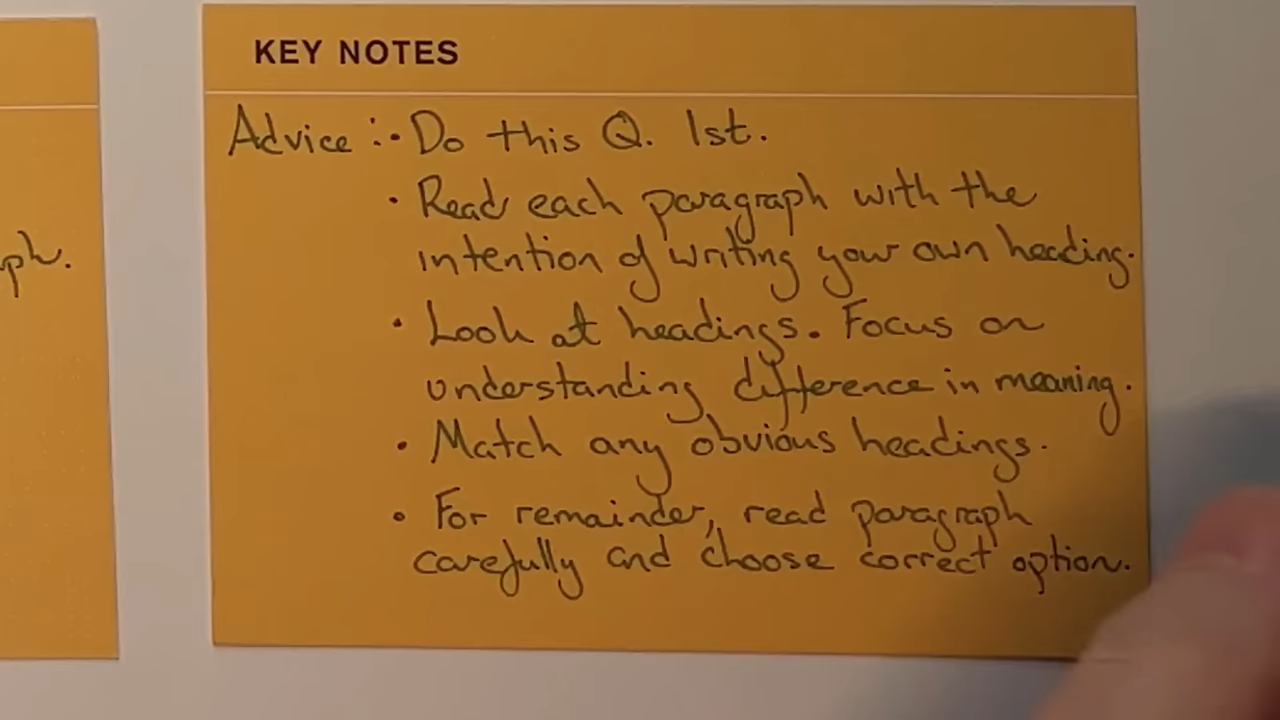 KEY NOTES
Advice :• Do this Q. 1st.
• Read each paragraph with the
intention of writing your own heading.
• Look at headings. Focus on
understanding difference in meaning.
• Match any obvious headings.
• For remainder, read paragraph
carefully and choose correct option.